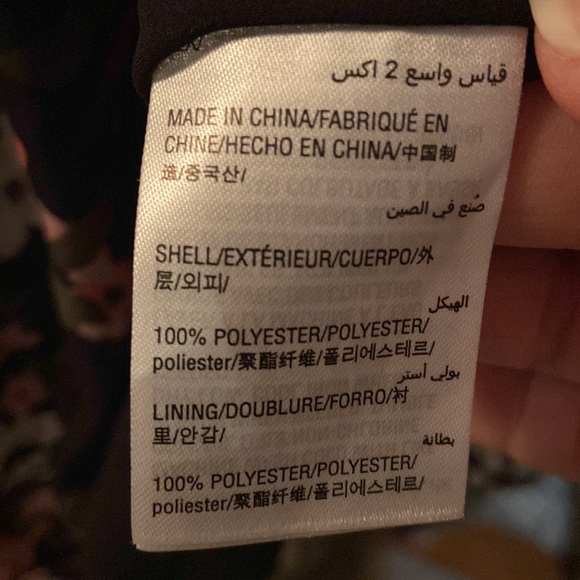 قياس واسع 2 اكس
MADE IN CHINA/FABRIQUÉ EN
CHINE/HECHO EN CHINA/中国制
造/중국산/
صُنع في الصين
SHELL/EXTÉRIEUR/CUERPO/外
层/외피/
الهيكل
100% POLYESTER/POLYESTER/
poliester/聚酯纤维/폴리에스테르/
بولي أستر
LINING/DOUBLURE/FORRO/衬
里/안감/
بطانة
100% POLYESTER/POLYESTER/
poliester/聚酯纤维/폴리에스테르/